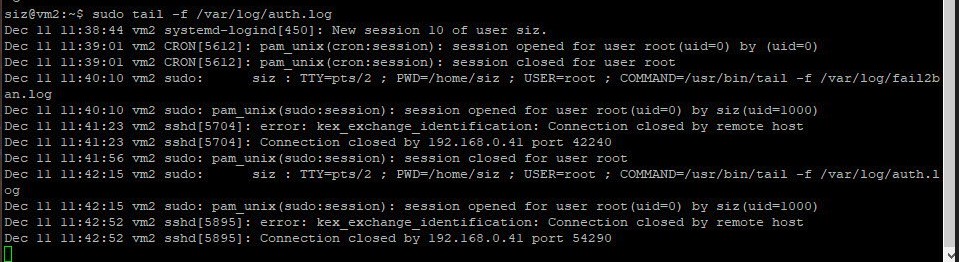 siz@vm2:~$ sudo tail -f /var/log/auth.log
Dec 11 11:38:44 vm2 systemd-logind[450]: New session 10 of user siz.
Dec 11 11:39:01 vm2 CRON[5612]: pam_unix(cron:session): session opened for user root(uid=0) by (uid=0)
Dec 11 11:39:01 vm2 CRON[5612]: pam_unix(cron:session): session closed for user root
Dec 11 11:40:10 vm2 sudo:      siz : TTY=pts/2 ; PWD=/home/siz ; USER=root ; COMMAND=/usr/bin/tail -f /var/log/fail2b
an.log
Dec 11 11:40:10 vm2 sudo: pam_unix(sudo:session): session opened for user root(uid=0) by siz(uid=1000)
Dec 11 11:41:23 vm2 sshd[5704]: error: kex_exchange_identification: Connection closed by remote host
Dec 11 11:41:23 vm2 sshd[5704]: Connection closed by 192.168.0.41 port 42240
Dec 11 11:41:56 vm2 sudo: pam_unix(sudo:session): session closed for user root
Dec 11 11:42:15 vm2 sudo:      siz : TTY=pts/2 ; PWD=/home/siz ; USER=root ; COMMAND=/usr/bin/tail -f /var/log/auth.l
og
Dec 11 11:42:15 vm2 sudo: pam_unix(sudo:session): session opened for user root(uid=0) by siz(uid=1000)
Dec 11 11:42:52 vm2 sshd[5895]: error: kex_exchange_identification: Connection closed by remote host
Dec 11 11:42:52 vm2 sshd[5895]: Connection closed by 192.168.0.41 port 54290